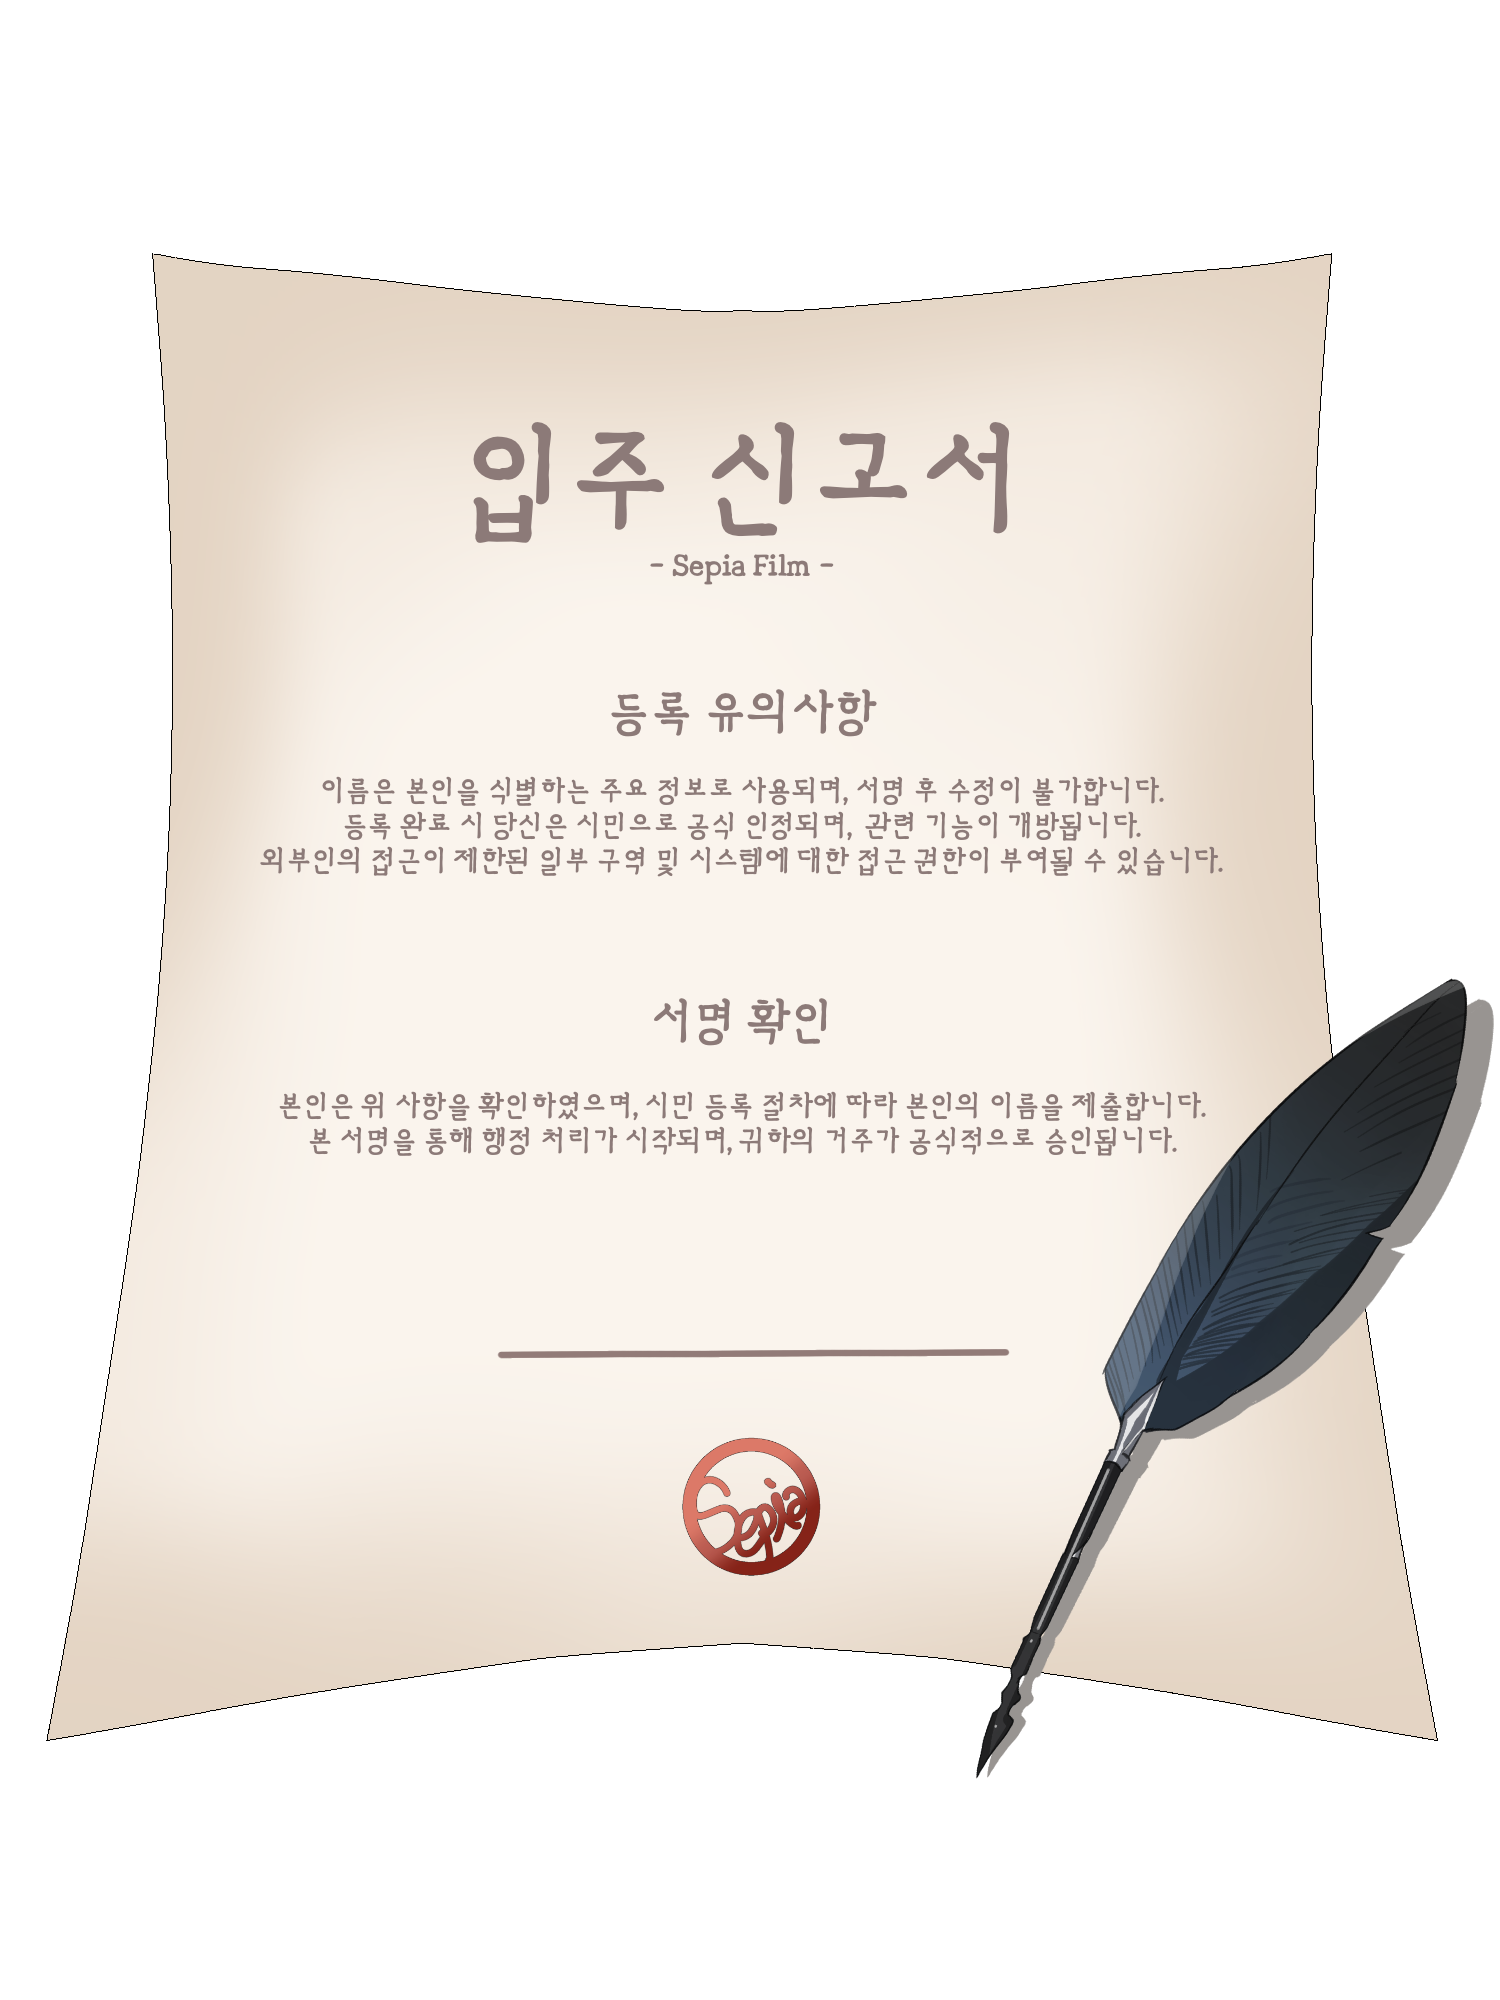 입주 신고서
- Sepia Film -
등록 유의사항
이름은 본인을 식별하는 주요 정보로 사용되며, 서명 후 수정이 불가합니다.
등록 완료 시 당신은 시민으로 공식 인정되며, 관련 기능이 개방됩니다.
외부인의 접근이 제한된 일부 구역 및 시스템에 대한 접근 권한이 부여될 수 있습니다.
서명 확인
본인은 위 사항을 확인하였으며, 시민 등록 절차에 따라 본인의 이름을 제출합니다.
본 서명을 통해 행정 처리가 시작되며, 귀하의 거주가 공식적으로 승인됩니다.
Sepia